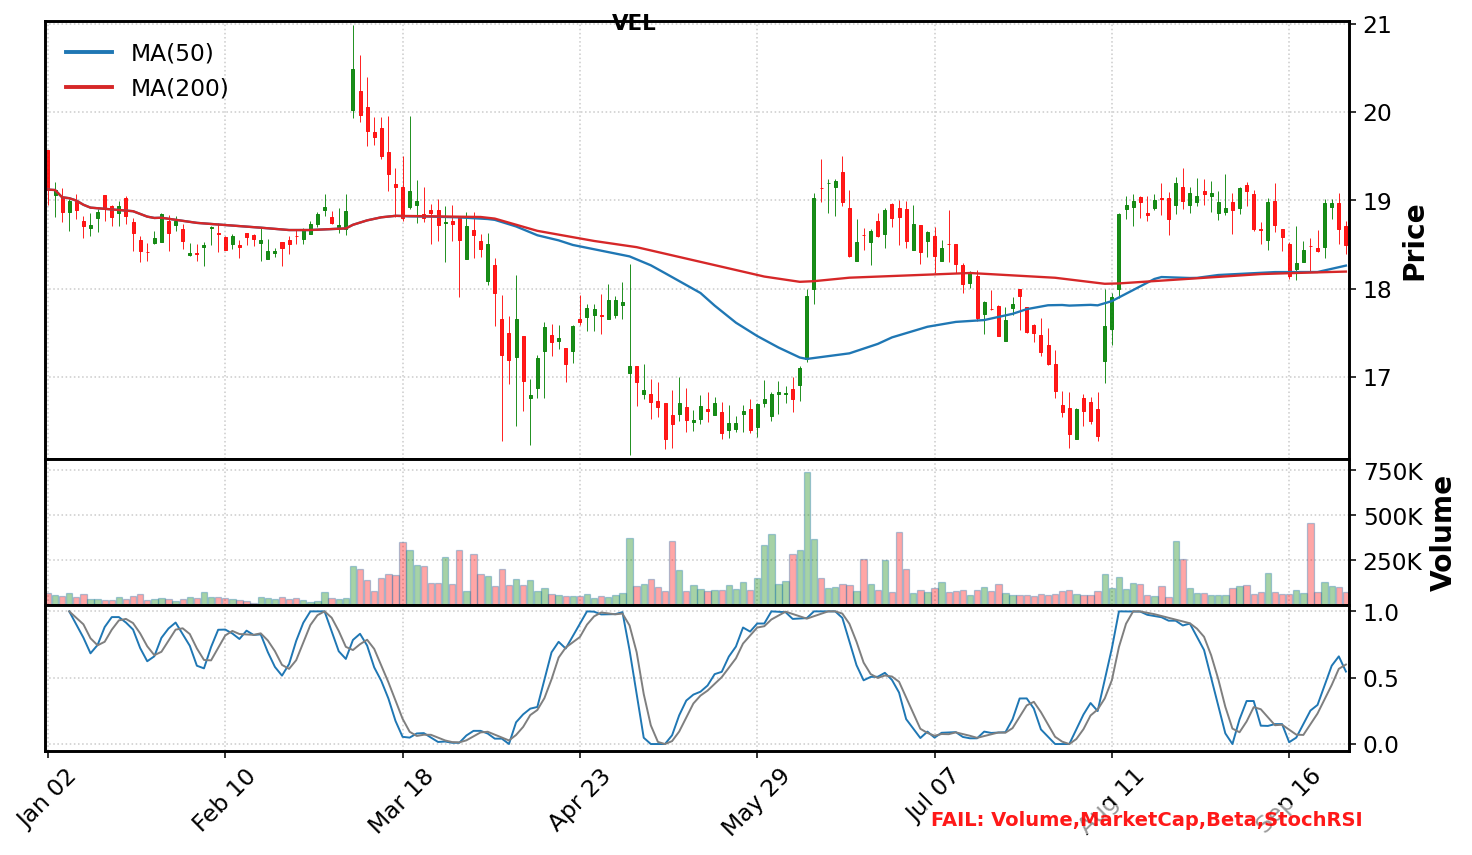 VEL
MA(50)
MA(200)
21
20
19
18
17
Price
750K
500K
250K
Volume
1.0
0.5
0.0
Jan 02
Feb 10
Mar 18
Apr 23
May 29
Jul 07
Aug 11
Sep 16
FAIL: Volume,MarketCap,Beta,StochRSI